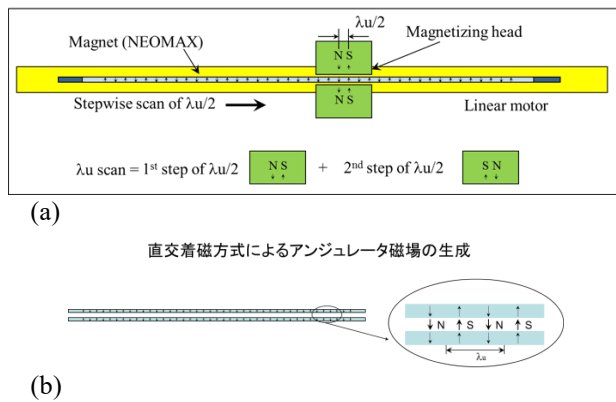 λu/2
Magnet (NEOMAX)
Magnetizing head
N S
N S
Stepwise scan of λu/2
Linear motor
λu scan = 1st step of λu/2
N S
+
2nd step of λu/2
S N
(a)
直交着磁方式によるアンジュレータ磁場の生成
N S N S
λu
(b)